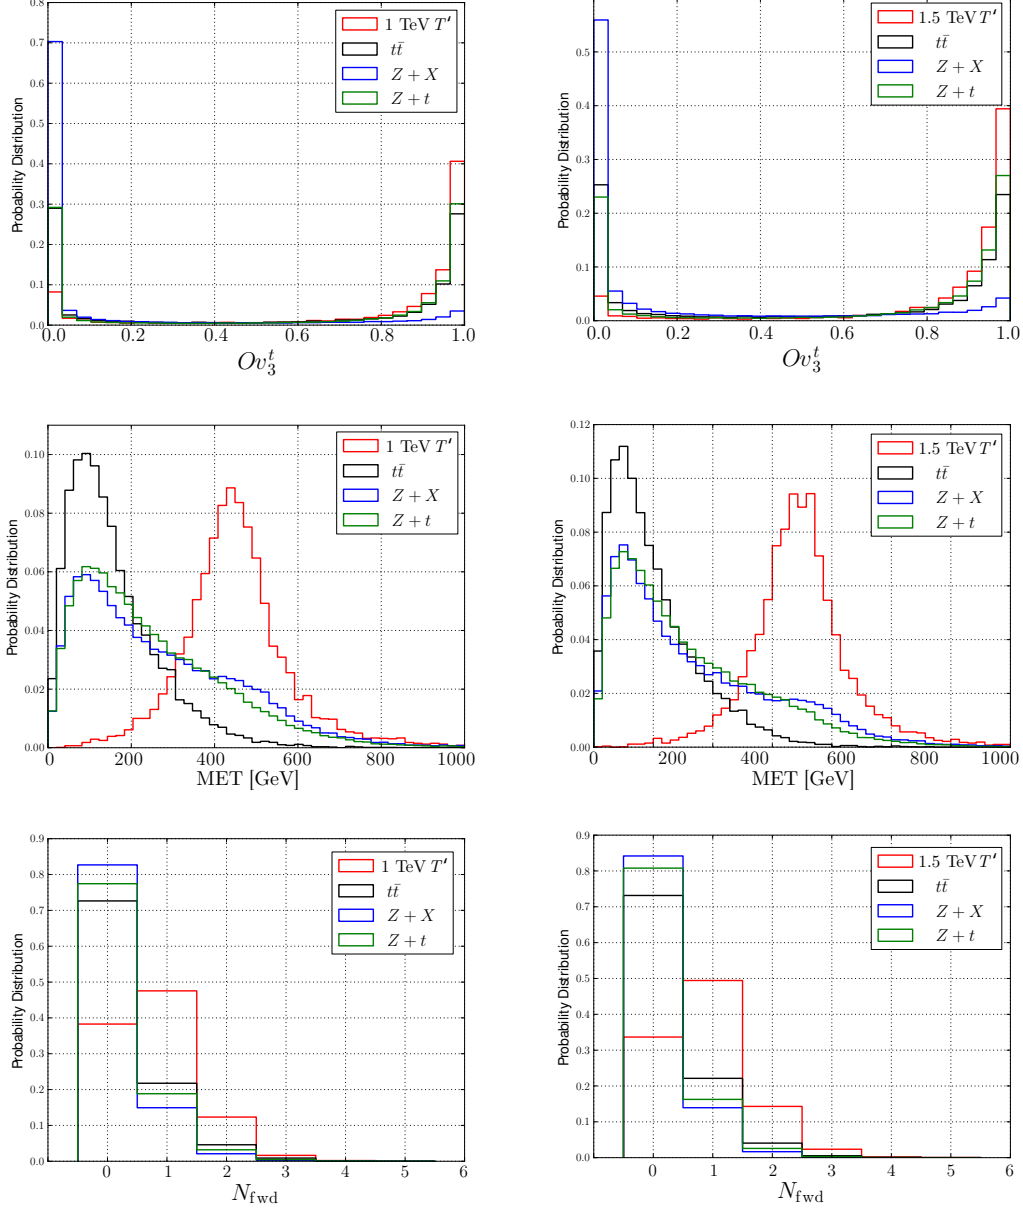 0.8
0.7
0.6
0.5
0.4
0.3
0.2
0.1
0.0
Probability Distribution
1 TeV T′
tt̄
Z + X
Z + t
0.0 0.2 0.4 0.6 0.8 1.0
Ov₃ᵗ
0.5
0.4
0.3
0.2
0.1
0.0
Probability Distribution
1.5 TeV T′
tt̄
Z + X
Z + t
0.0 0.2 0.4 0.6 0.8 1.0
Ov₃ᵗ
0.10
0.08
0.06
0.04
0.02
0.00
Probability Distribution
1 TeV T′
tt̄
Z + X
Z + t
0 200 400 600 800 1000
MET [GeV]
0.12
0.10
0.08
0.06
0.04
0.02
0.00
Probability Distribution
1.5 TeV T′
tt̄
Z + X
Z + t
0 200 400 600 800 1000
MET [GeV]
0.9
0.8
0.7
0.6
0.5
0.4
0.3
0.2
0.1
0.0
Probability Distribution
1 TeV T′
tt̄
Z + X
Z + t
0 1 2 3 4 5 6
N_fwd
0.9
0.8
0.7
0.6
0.5
0.4
0.3
0.2
0.1
0.0
Probability Distribution
1.5 TeV T′
tt̄
Z + X
Z + t
0 1 2 3 4 5 6
N_fwd